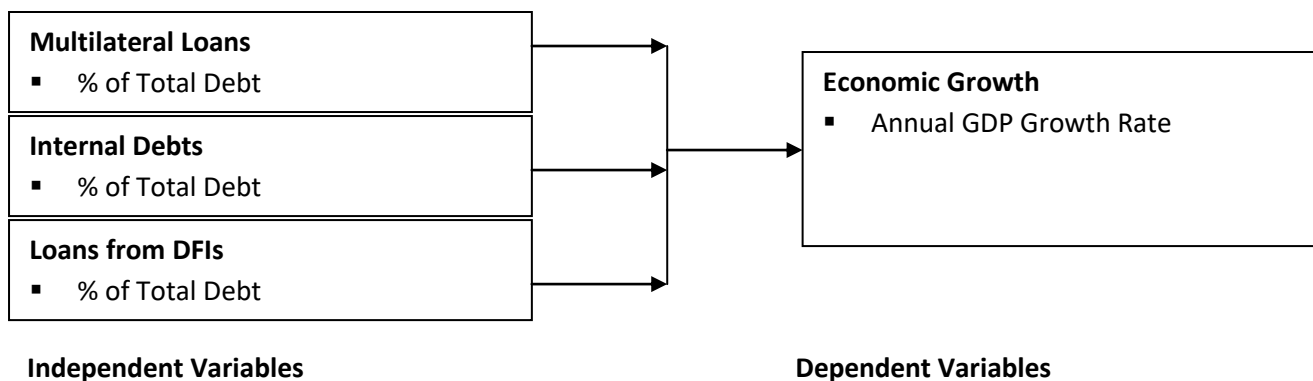 Multilateral Loans
▪ % of Total Debt
Internal Debts
▪ % of Total Debt
Loans from DFIs
▪ % of Total Debt
Economic Growth
▪ Annual GDP Growth Rate
Independent Variables
Dependent Variables